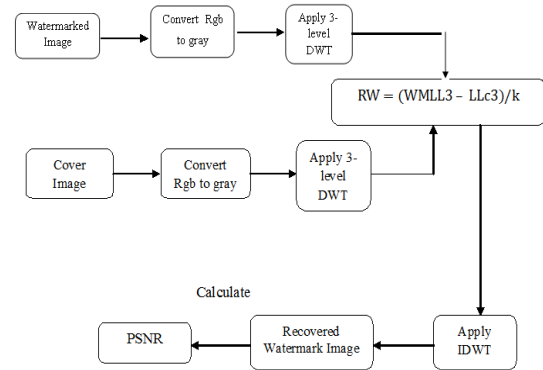 Watermarked
Image
Convert Rgb
to gray
Apply 3-
level
DWT
RW = (WMLL3 – LLc3)/k
Cover
Image
Convert
Rgb to gray
Apply 3-
level
DWT
Calculate
PSNR
Recovered
Watermark Image
Apply
IDWT